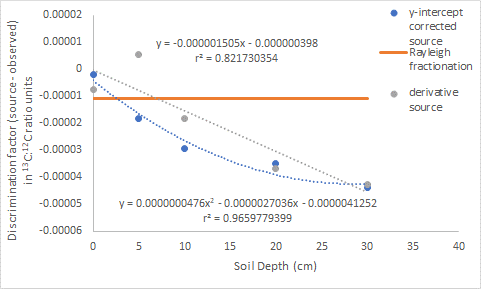 0.00002
0.00001
0
-0.00001
-0.00002
-0.00003
-0.00004
-0.00005
-0.00006
Discrimination factor (source- observed)
in ¹³C:¹²C ratio units
y = -0.000001505x - 0.000000398
r² = 0.821730354
y = 0.0000000476x² - 0.0000027036x - 0.0000041252
r² = 0.9659779399
0 5 10 15 20 25 30 35 40
Soil Depth (cm)
y-intercept
corrected
source
Rayleigh
fractionation
derivative
source